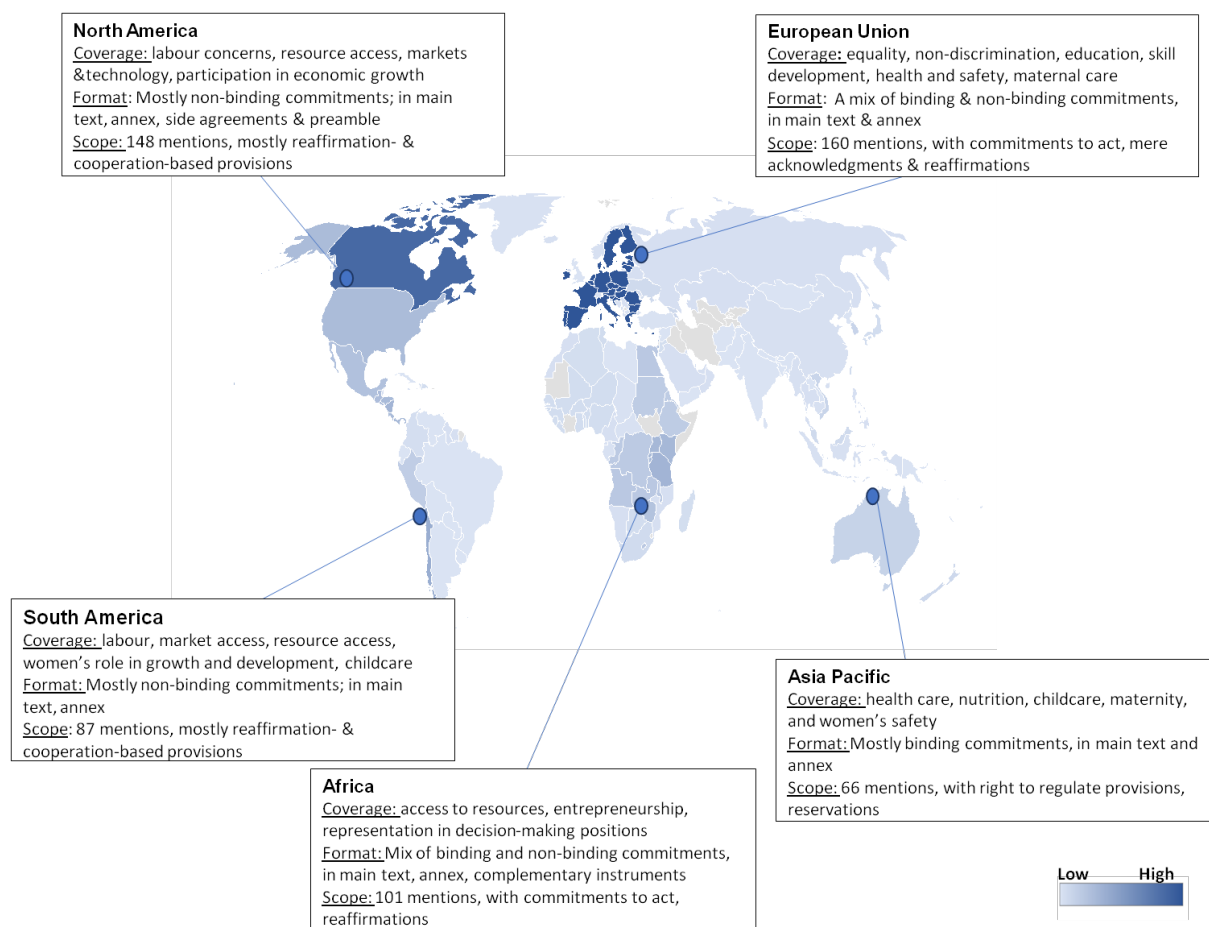 North America
Coverage: labour concerns, resource access, markets
&technology, participation in economic growth
Format: Mostly non-binding commitments; in main
text, annex, side agreements & preamble
Scope: 148 mentions, mostly reaffirmation- &
cooperation-based provisions
European Union
Coverage: equality, non-discrimination, education, skill
development, health and safety, maternal care
Format: A mix of binding & non-binding commitments,
in main text & annex
Scope: 160 mentions, with commitments to act, mere
acknowledgments & reaffirmations
South America
Coverage: labour, market access, resource access,
women's role in growth and development, childcare
Format: Mostly non-binding commitments; in main
text, annex
Scope: 87 mentions, mostly reaffirmation- &
cooperation-based provisions
Asia Pacific
Coverage: health care, nutrition, childcare, maternity,
and women's safety
Format: Mostly binding commitments, in main text and
annex
Scope: 66 mentions, with right to regulate provisions,
reservations
Africa
Coverage: access to resources, entrepreneurship,
representation in decision-making positions
Format: Mix of binding and non-binding commitments,
in main text, annex, complementary instruments
Scope: 101 mentions, with commitments to act,
reaffirmations
Low High